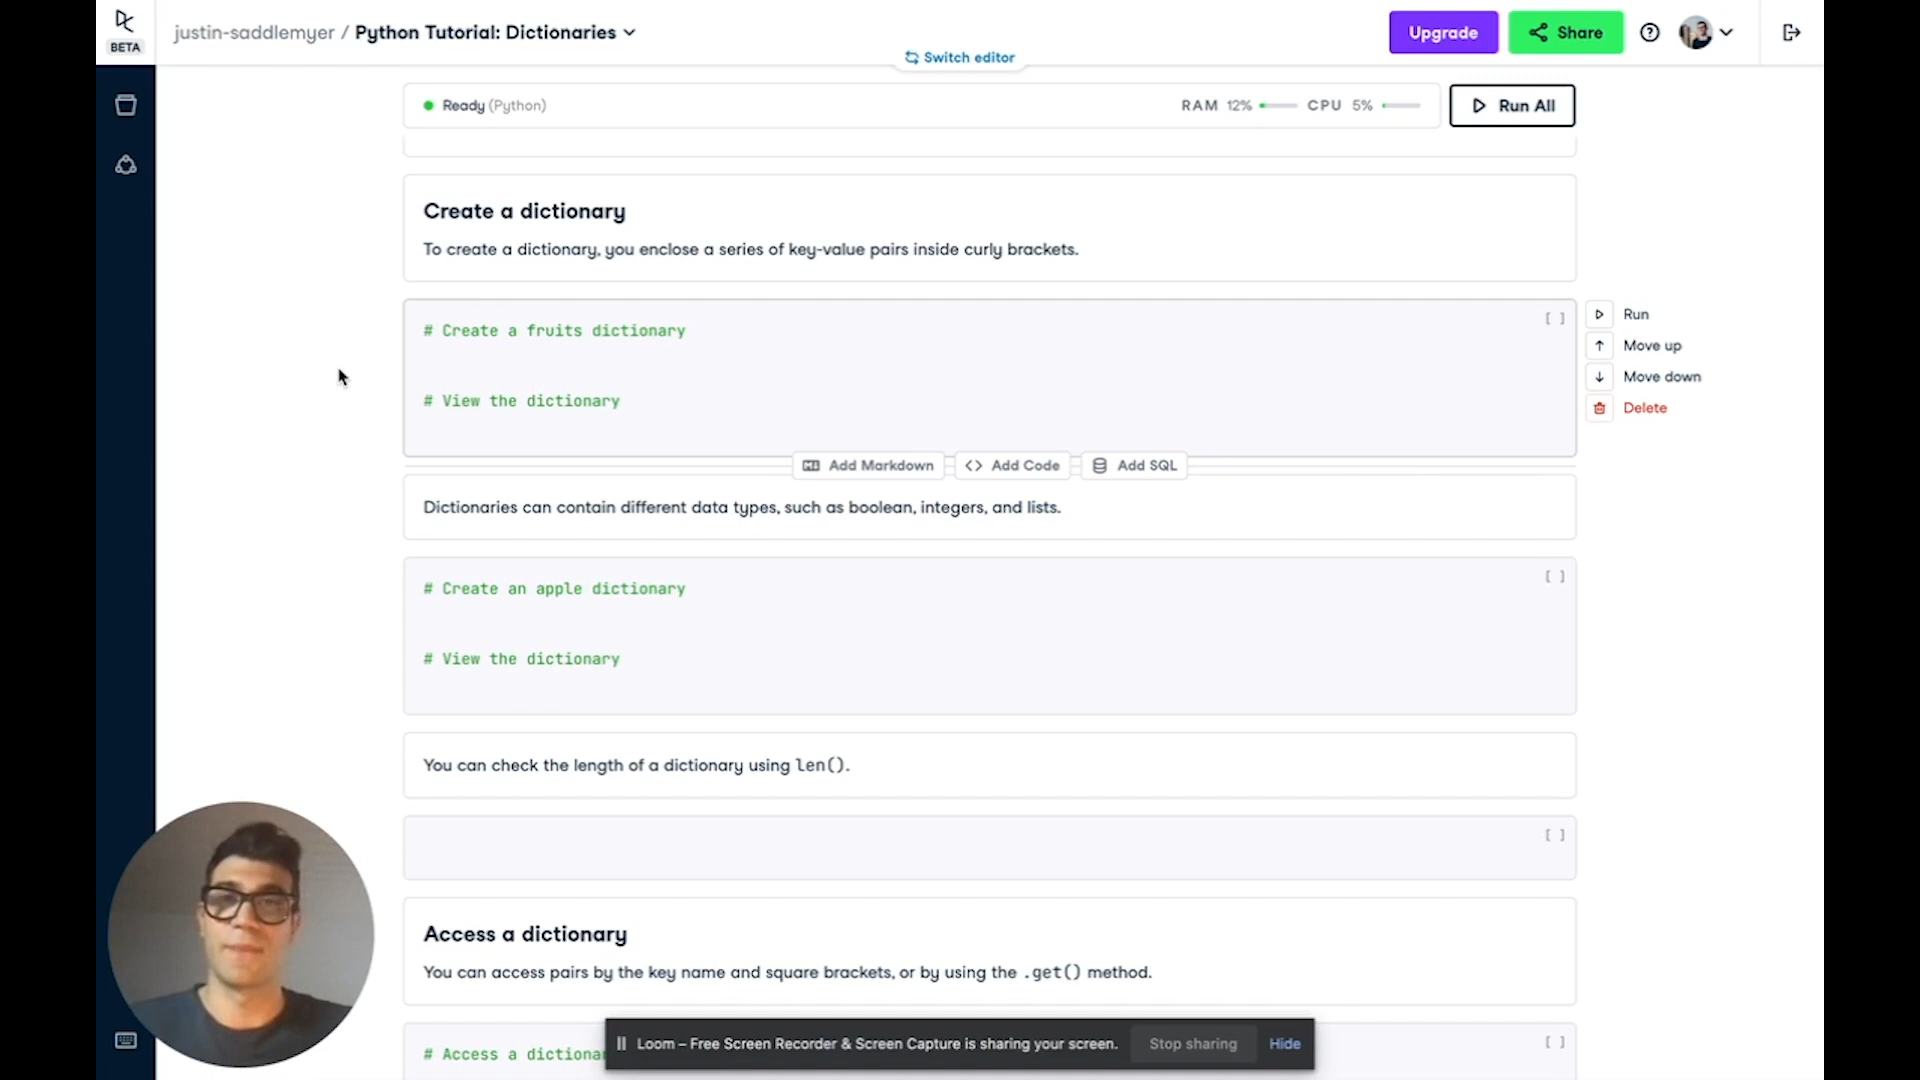 BETA
justin-saddlemyer / Python Tutorial: Dictionaries
Upgrade
Share
Switch editor
Ready (Python)
RAM 12%
CPU 5%
Run All
Create a dictionary
To create a dictionary, you enclose a series of key-value pairs inside curly brackets.
# Create a fruits dictionary
[ ]
# View the dictionary
Run
Move up
Move down
Delete
Add Markdown
Add Code
Add SQL
Dictionaries can contain different data types, such as boolean, integers, and lists.
# Create an apple dictionary
[ ]
# View the dictionary
You can check the length of a dictionary using len().
[ ]
Access a dictionary
You can access pairs by the key name and square brackets, or by using the .get() method.
# Access a dictiona
[ ]
Loom – Free Screen Recorder & Screen Capture is sharing your screen.
Stop sharing
Hide